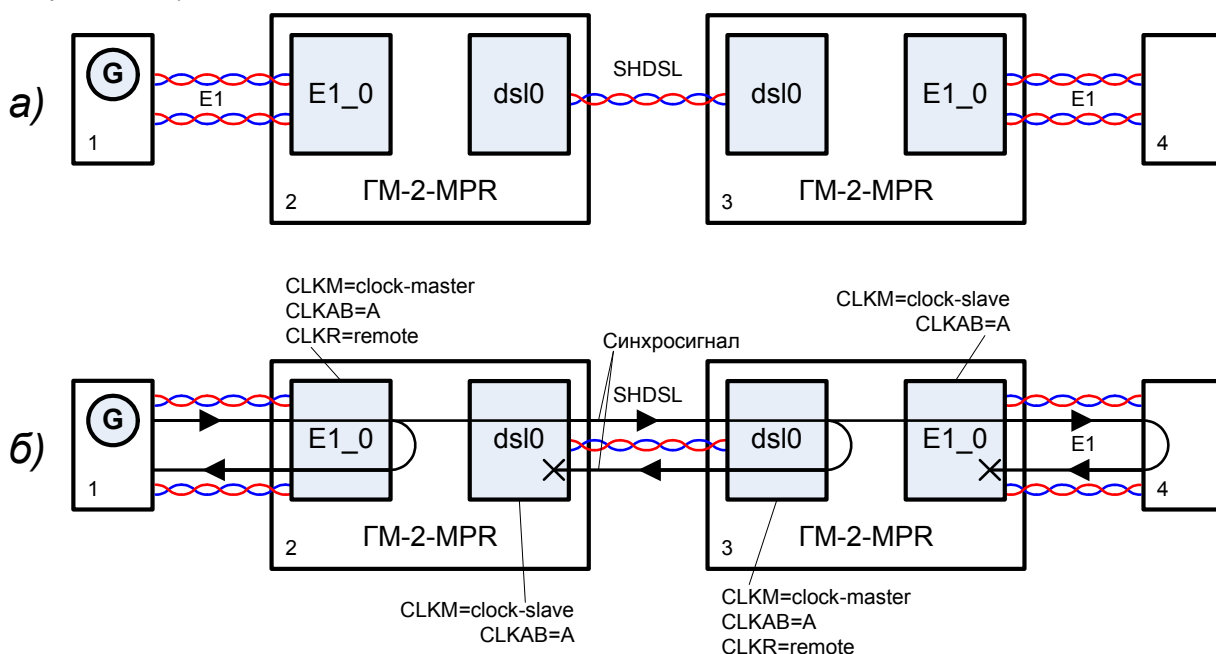 а)
G
1
E1
E1_0
dsl0
ГМ-2-MPR
2
SHDSL
dsl0
E1_0
ГМ-2-MPR
3
E1
4
б)
CLKM=clock-master
CLKAB=A
CLKR=remote
Синхросигнал
CLKM=clock-slave
CLKAB=A
G
1
E1_0
dsl0
ГМ-2-MPR
2
SHDSL
dsl0
E1_0
ГМ-2-MPR
3
E1
4
CLKM=clock-slave
CLKAB=A
CLKM=clock-master
CLKAB=A
CLKR=remote